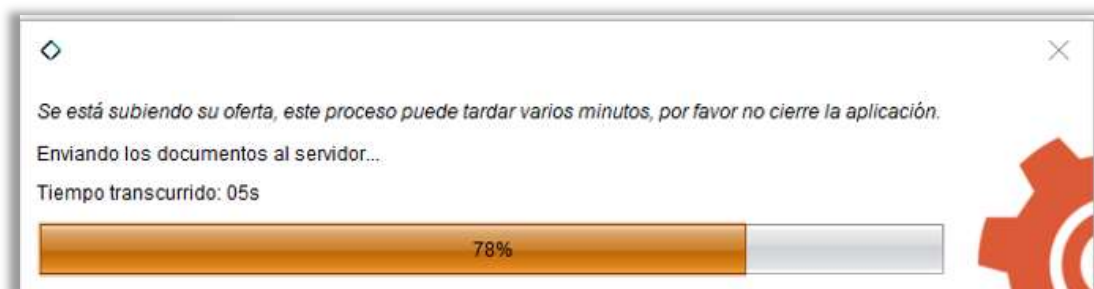 Se está subiendo su oferta, este proceso puede tardar varios minutos, por favor no cierre la aplicación.
Enviando los documentos al servidor...
Tiempo transcurrido: 05s
78%